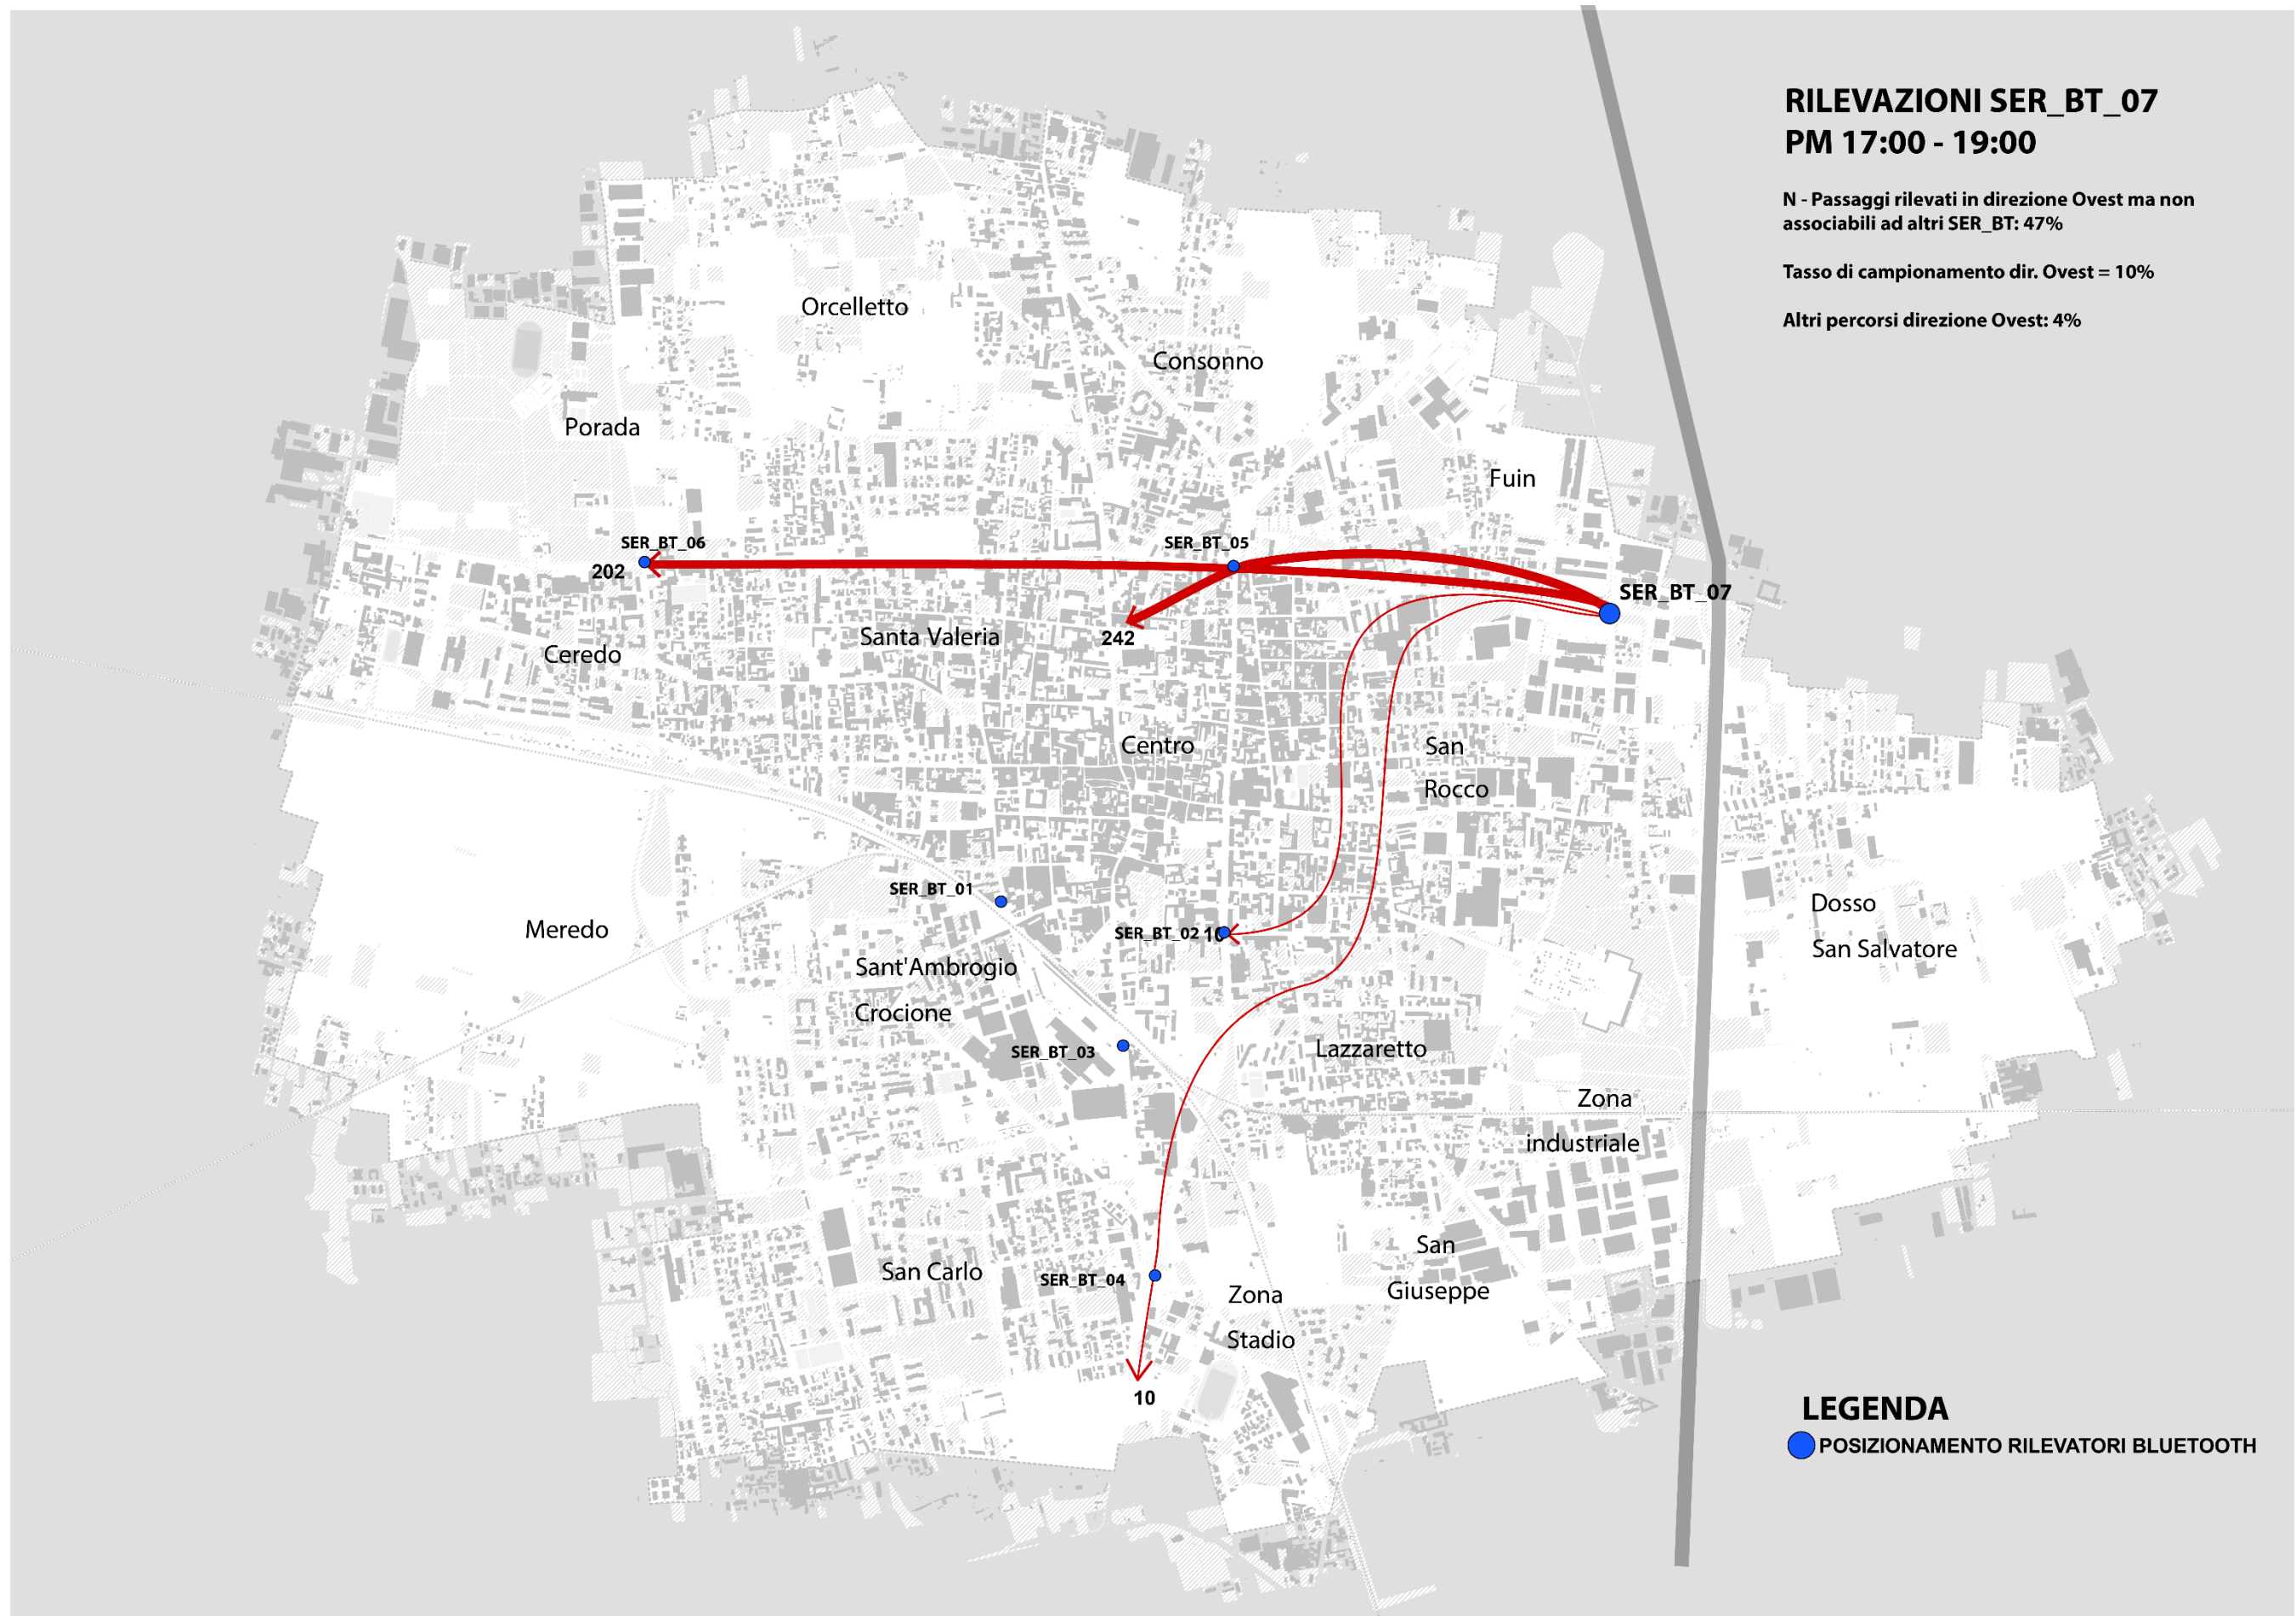 RILEVAZIONI SER_BT_07
PM 17:00 - 19:00
N - Passaggi rilevati in direzione Ovest ma non
associabili ad altri SER_BT: 47%
Tasso di campionamento dir. Ovest = 10%
Altri percorsi direzione Ovest: 4%
Orcelletto
Consonno
Porada
Fuin
SER_BT_06
SER_BT_05
202
SER_BT_07
242
Santa Valeria
Ceredo
Centro
San
Rocco
SER_BT_01
Dosso
San Salvatore
Meredo
SER_BT_02
Sant'Ambrogio
Crocione
SER_BT_03
Lazzaretto
Zona
industriale
San
Giuseppe
San Carlo
SER_BT_04
Zona
Stadio
10
LEGENDA
POSIZIONAMENTO RILEVATORI BLUETOOTH